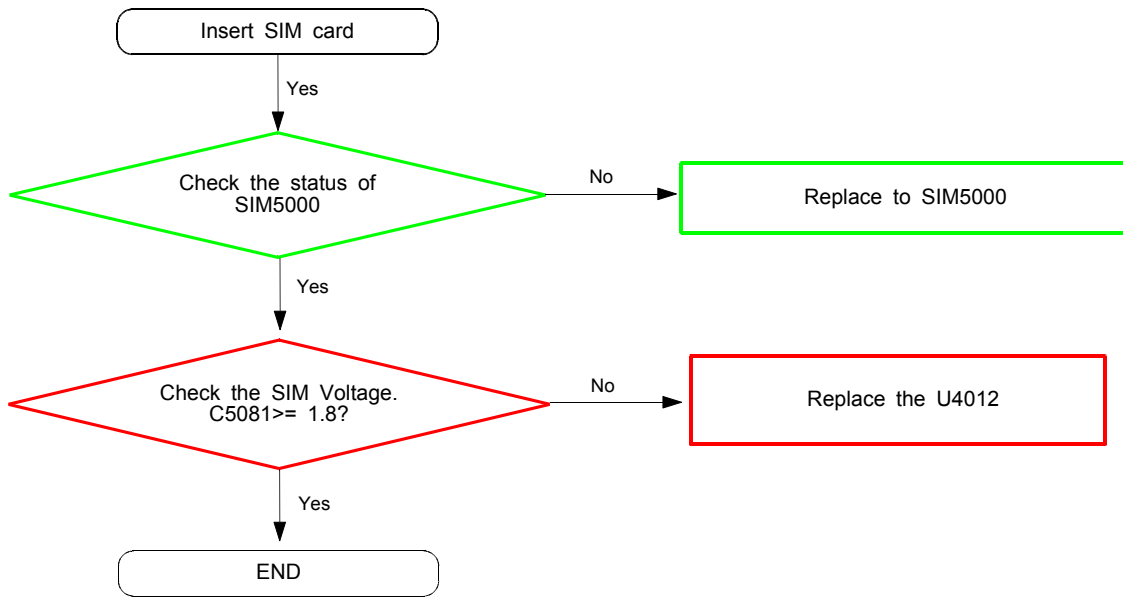 Insert SIM card
Yes
Check the status of
SIM5000
No
Replace to SIM5000
Yes
Check the SIM Voltage.
C5081>= 1.8?
No
Replace the U4012
Yes
END